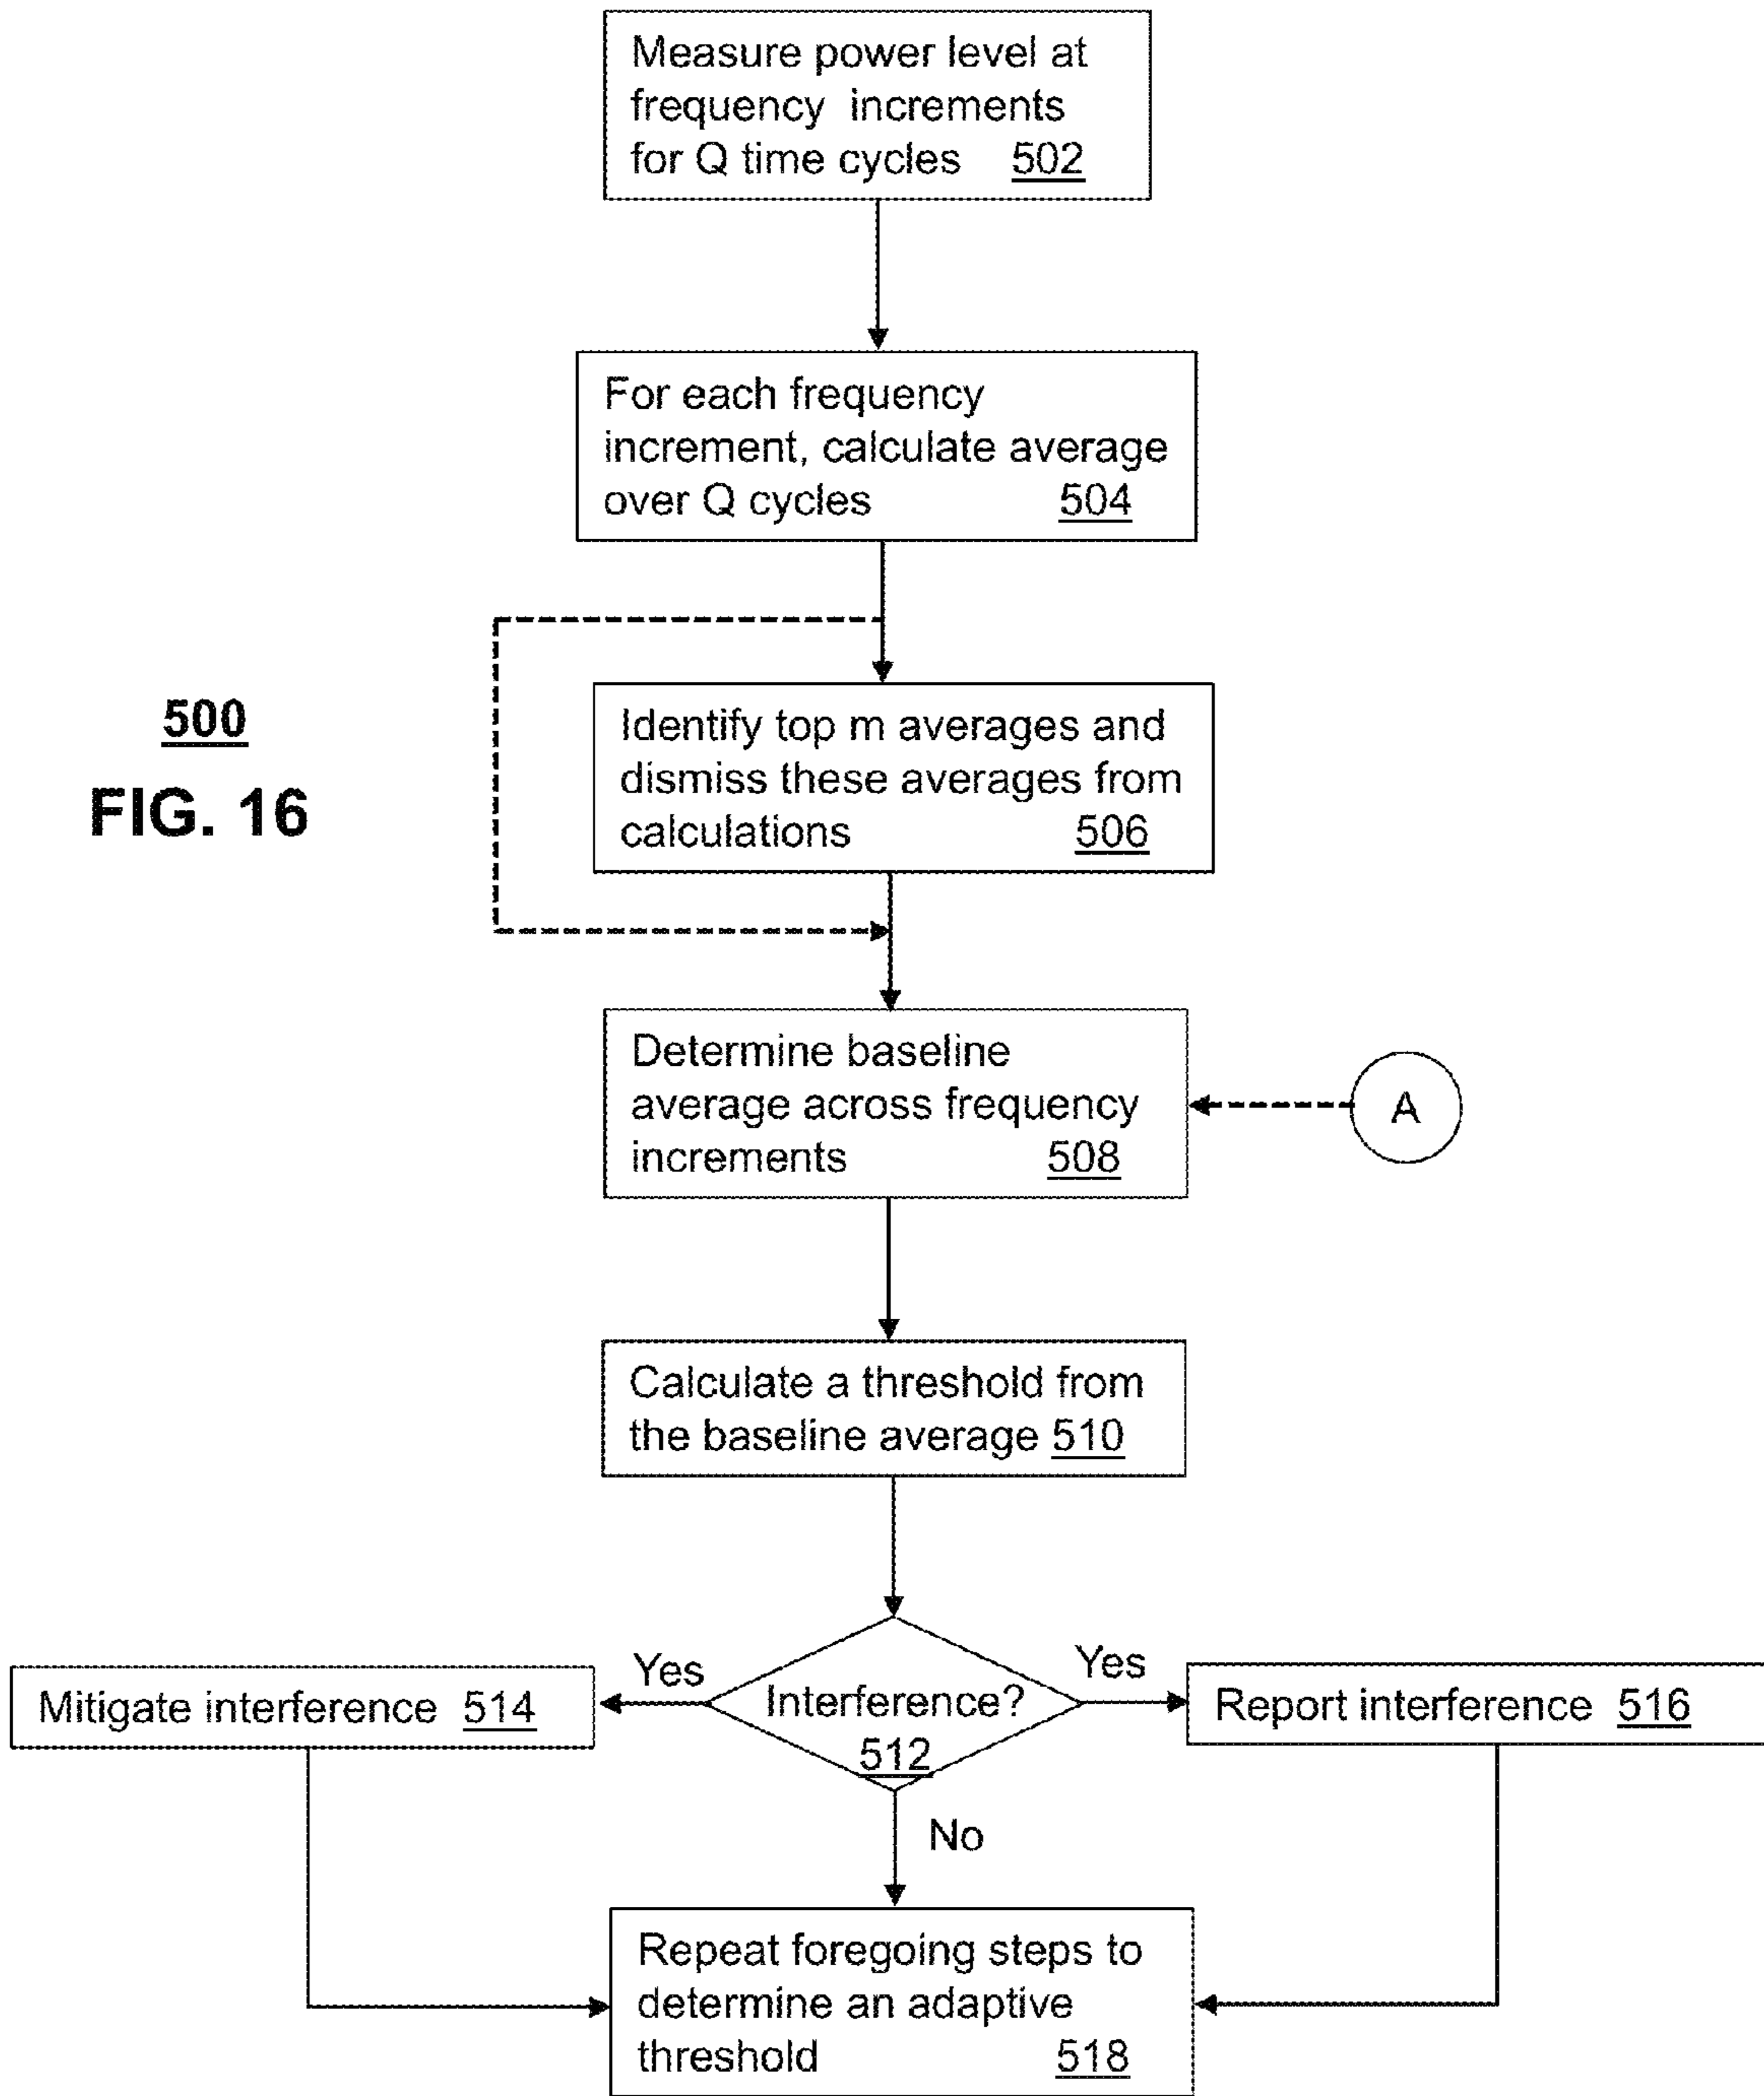 Measure power level at
frequency increments
for Q time cycles 502
For each frequency
increment, calculate average
over Q cycles 504
500
FIG. 16
Identify top m averages and
dismiss these averages from
calculations 506
Determine baseline
average across frequency
increments 508
A
Calculate a threshold from
the baseline average 510
Yes
Yes
Mitigate interference 514
Interference?
512
Report interference 516
No
Repeat foregoing steps to
determine an adaptive
threshold 518